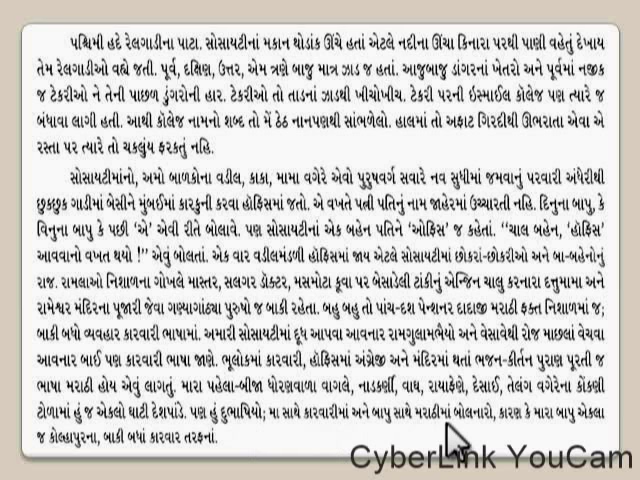 પશ્ચિમી હદે રેલગાડીના પાટા. સોસાયટીનાં મકાન થોડાંક ઊંચે હતાં એટલે નદીના ઊંચા કિનારા પરથી પાણી વહેતું દેખાય
તેમ રેલગાડીઓ વહ્યે જતી. પૂર્વ, દક્ષિણ, ઉત્તર, એમ ત્રણે બાજુ માત્ર ઝાડ જ હતાં. આજુબાજુ ડાંગરનાં ખેતરો અને પૂર્વમાં નજીક
જ ટેકરીઓ ને તેની પાછળ ડુંગરોની હાર. ટેકરીઓ તો તાડનાં ઝાડથી ખીચોખીચ. ટેકરી પરની ઇસ્માઈલ કૉલેજ પણ ત્યારે જ
બંધાવા લાગી હતી. આથી કૉલેજ નામનો શબ્દ તો મેં ઠેઠ નાનપણથી સાંભળેલો. હાલમાં તો અફાટ ગિરદીથી ઊભરાતા એવા એ
રસ્તા પર ત્યારે તો ચકલુંય ફરકતું નહિ.
સોસાયટીમાંનો, અમો બાળકોના વડીલ, કાકા, મામા વગેરે એવો પુરુષવર્ગ સવારે નવ સુધીમાં જમવાનું પરવારી અંધેરીથી
છુકછુક ગાડીમાં બેસીને મુંબઈમાં કારકુની કરવા હૉફિસમાં જતો. એ વખતે પત્ની પતિનું નામ જાહેરમાં ઉચ્ચારતી નહિ. દિનુના બાપુ, કે
વિનુના બાપુ કે પછી ‘એ’ એવી રીતે બોલાવે. પણ સોસાયટીનાં એક બહેન પતિને ‘ઓફિસ’ જ કહેતાં. “ચાલ બહેન, ‘હૉફિસ’
આવવાનો વખત થયો !” એવું બોલતાં. એક વાર વડીલમંડળી હૉફિસમાં જાય એટલે સોસાયટીમાં છોકરાં-છોકરીઓ અને બા-બહેનોનું
રાજ. રામલાઓ નિશાળના ગોખલે માસ્તર, સલગર ડૉક્ટર, મસમોટા કૂવા પર બેસાડેલી ટાંકીનું એન્જિન ચાલુ કરનારા દત્તુમામા અને
રામેશ્વર મંદિરના પૂજારી જેવા ગણ્યાગાંઠ્યા પુરુષો જ બાકી રહેતા. બહુ બહુ તો પાંચ-દશ પેન્શનર દાદાજી મરાઠી ફક્ત નિશાળમાં જ;
બાકી બધો વ્યવહાર કારવારી ભાષામાં. અમારી સોસાયટીમાં દૂધ આપવા આવનાર રામગુલામભૈયો અને વેસાવેથી રોજ માછલાં વેચવા
આવનાર બાઈ પણ કારવારી ભાષા જાણે. ભૂલોકમાં કારવારી, હૉફિસમાં અંગ્રેજી અને મંદિરમાં થતાં ભજન-કીર્તન પુરાણ પૂરતી જ
ભાષા મરાઠી હોય એવું લાગતું. મારા પહેલા-બીજા ધોરણવાળા વાગલે, નાડકર્ણી, વાઘ, રાયાફેણે, દેસાઈ, તેલંગ વગેરેના કોંકણી
ટોળામાં હું જ એકલો ઘાટી દેશપાંડે. પણ હું દુભાષિયો; મા સાથે કારવારીમાં અને બાપુ સાથે મરાઠીમાં બોલનારો, કારણ કે મારા બાપુ એકલા
જ કોલ્હાપુરના, બાકી બધાં કારવાર તરફનાં.
CyberLink YouCam